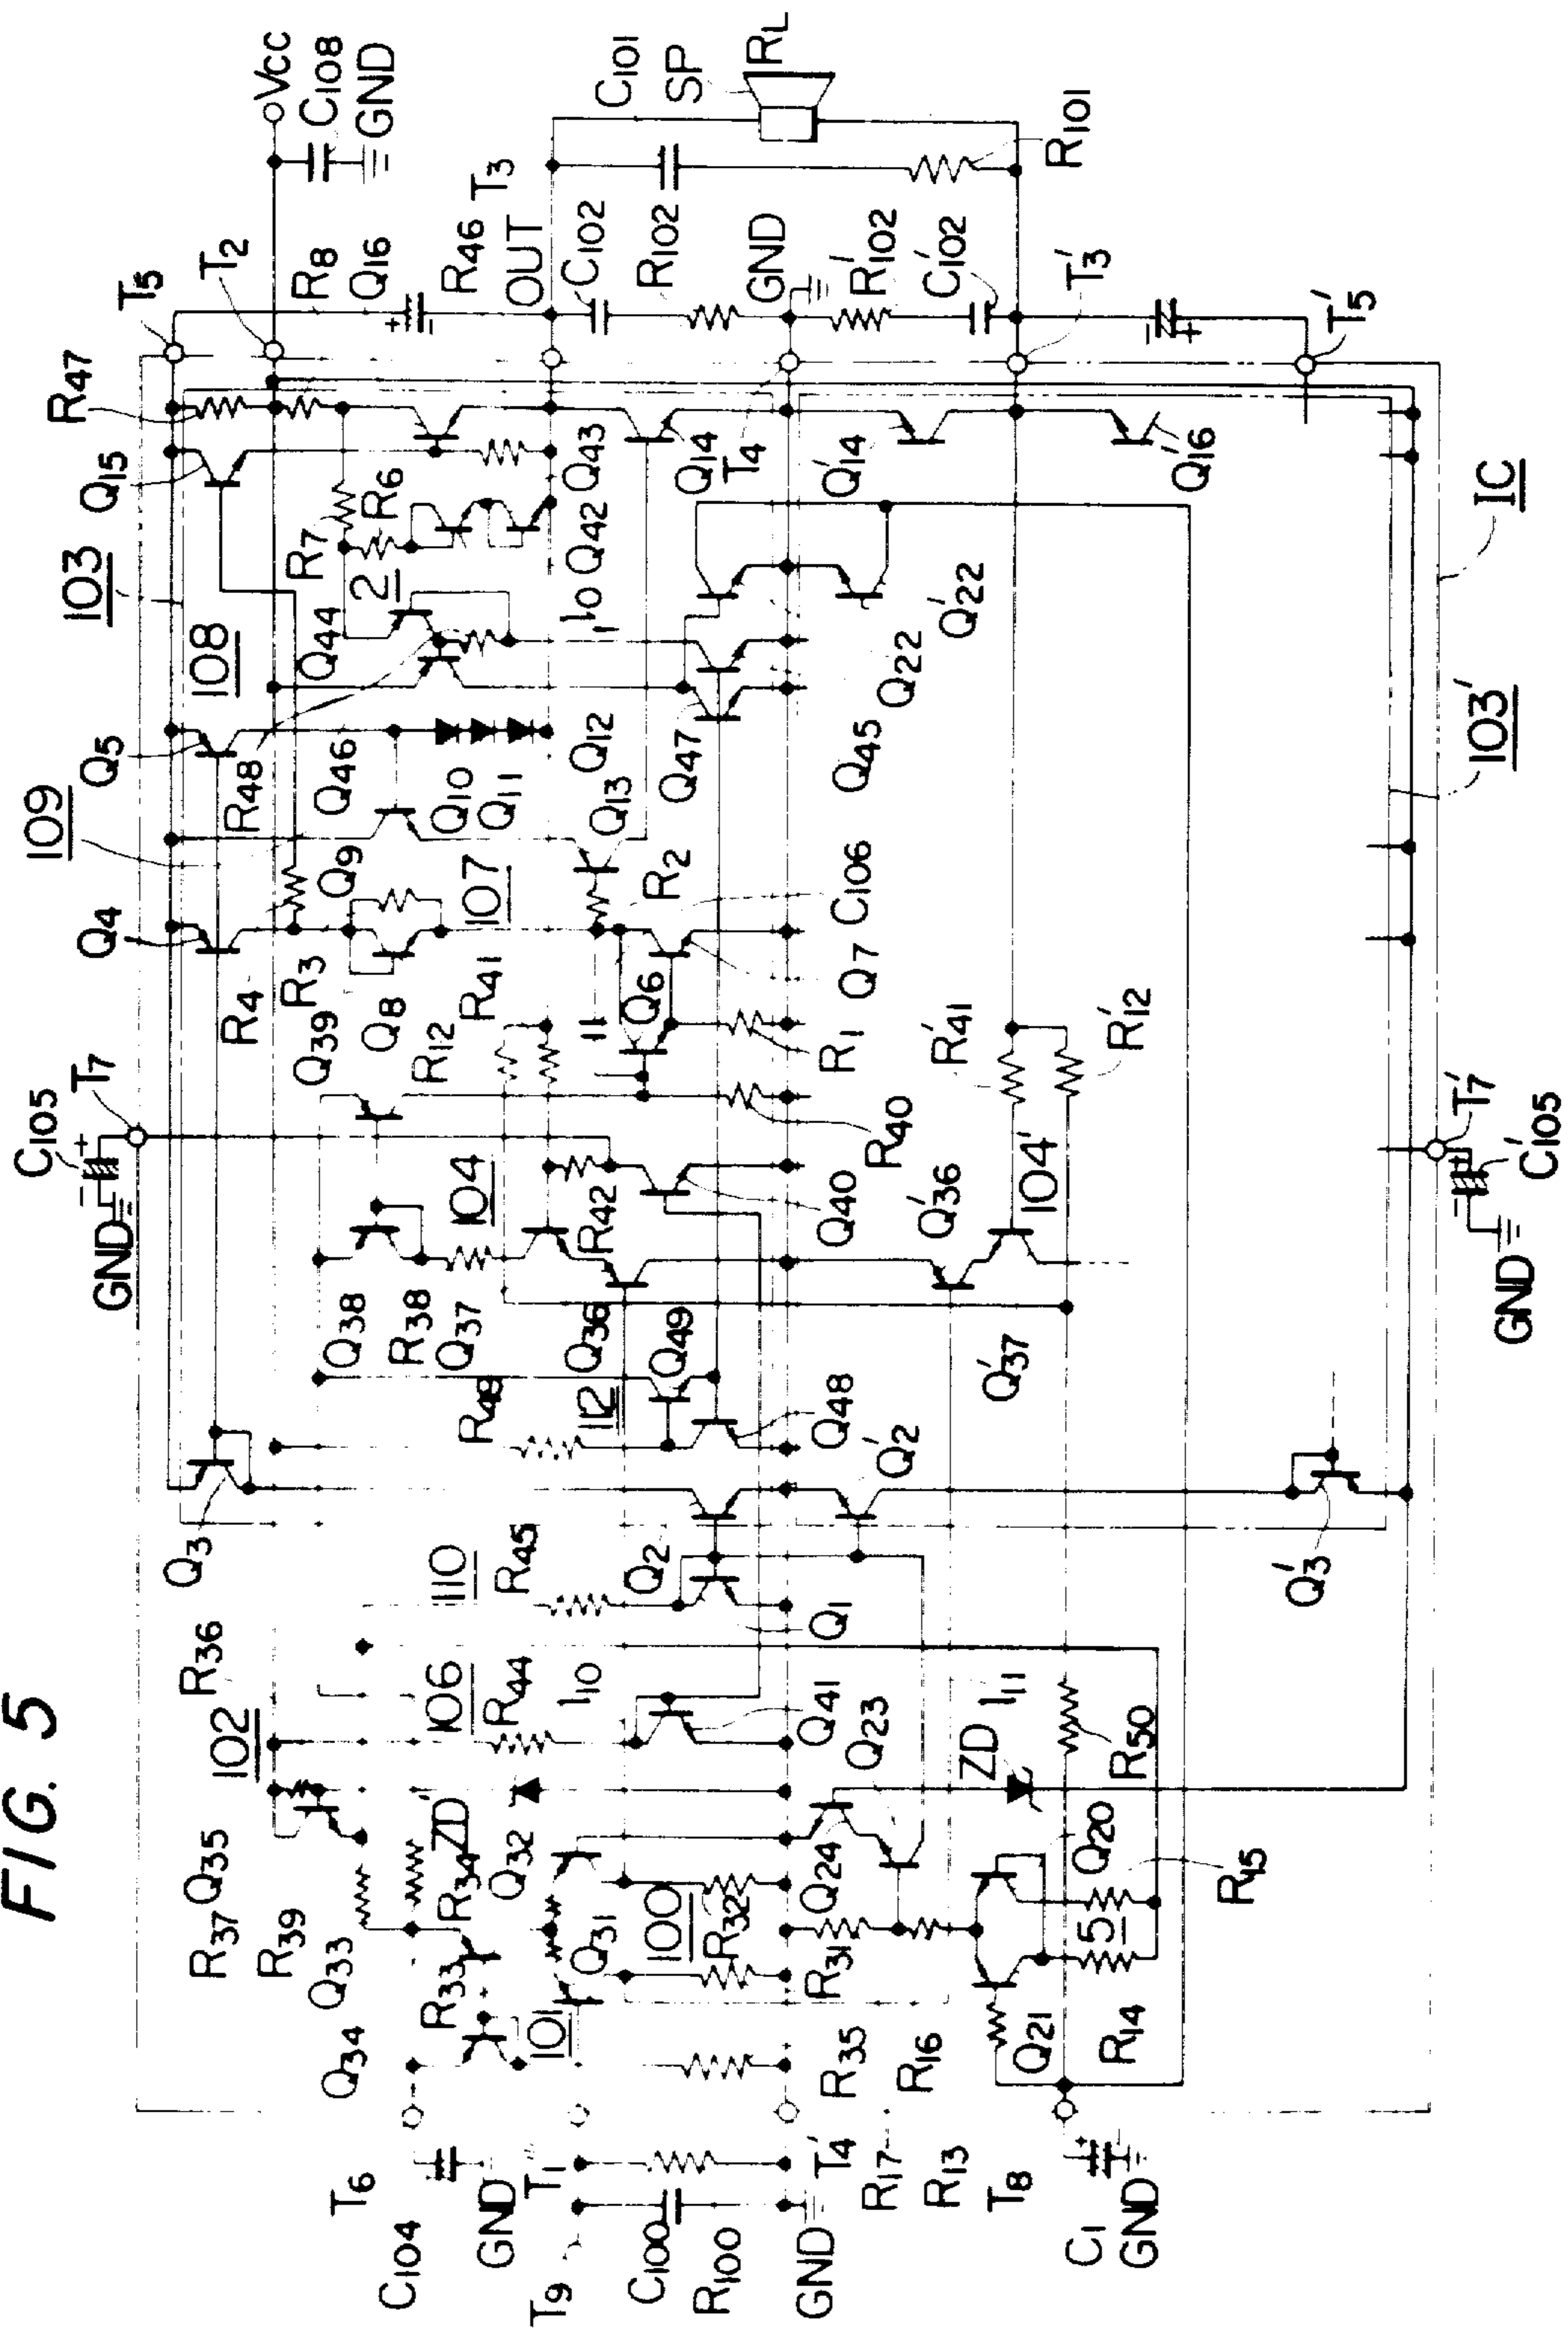 FIG. 5
C105
T7
GND
109
Q4
Q5
103
Q15
R47
T5
T2
R8
Q16
Vcc
C108
GND
R46
T3
OUT
C102
R102
GND
R'102
C'102
T'3
T'5
C101
SP
RL
R101
102
R36
Q3
R37
Q35
R39
Q33
Q34
R33
R34
ZD'
Q32
106
R44
I10
110
R45
Q2
R49
112
Q38
R38
Q37
Q36
Q49
104
R42
Q39
R4
R3
Q9
Q8
R12
R41
107
R48
Q46
Q10
Q11
Q12
Q13
108
Q44
2
R7
R6
I10
Q42
Q43
Q14
T4
Q'14
Q'16
R2
C106
Q7
Q6
R1
R40
Q40
Q47
Q45
Q22
Q'22
101
Q31
100
R32
R31
Q1
Q41
Q23
Q24
Q48
Q'2
Q'36
104'
Q'37
R'41
R'12
ZD
I11
R50
Q20
R15
5
Q21
R14
R35
R16
T'4
R17
R13
T8
T6
C104
GND
T1
T9
C100
R100
GND
C1
GND
Q'3
T'7
C'105
GND
103'
IC